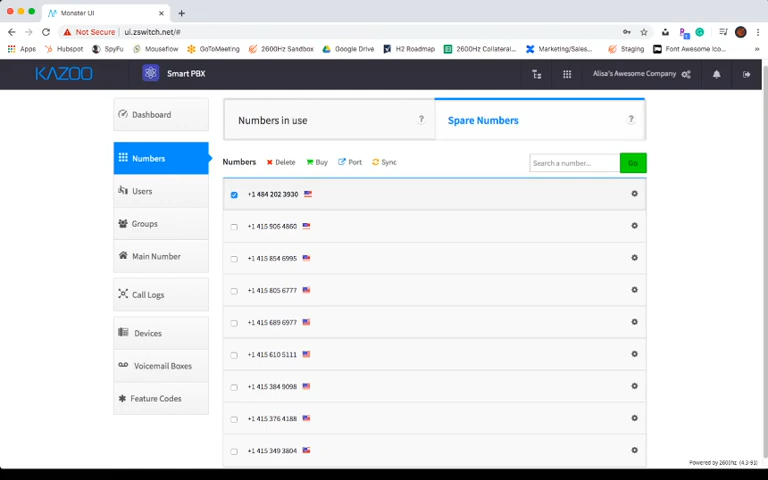 Monster UI
Not Secure ui.zswitch.net/#
Apps Hubspot SpyFu Mouseflow GoToMeeting 2600Hz Sandbox Google Drive H2 Roadmap 2600Hz Collateral... Marketing/Sales... Staging Font Awesome Ico...
KAZOO Smart PBX Alisa's Awesome Company
Dashboard
Numbers
Users
Groups
Main Number
Call Logs
Devices
Voicemail Boxes
Feature Codes
Numbers in use ? Spare Numbers ?
Numbers Delete Buy Port Sync Search a number... Go
+1 484 202 3930
+1 415 906 4860
+1 415 854 6995
+1 415 805 6777
+1 415 689 6977
+1 415 610 5111
+1 415 384 9098
+1 415 376 4188
+1 415 349 3804
Powered by 2600hz (4.3-91)